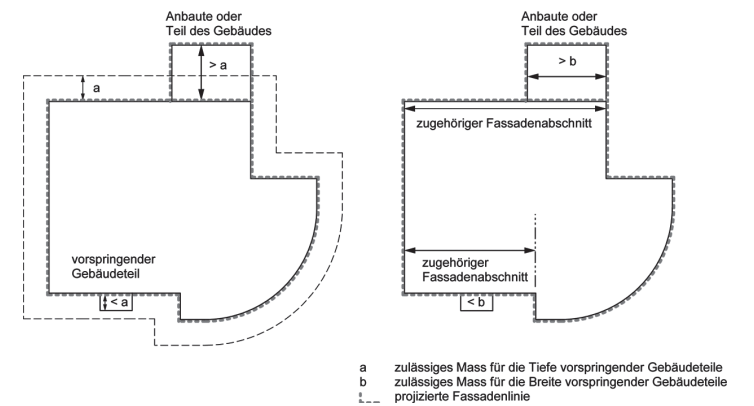 Anbaute oder
Teil des Gebäudes
> a
a
vorspringender
Gebäudeteil
< a
Anbaute oder
Teil des Gebäudes
> b
zugehöriger Fassadenabschnitt
zugehöriger
Fassadenabschnitt
< b
a zulässiges Mass für die Tiefe vorspringender Gebäudeteile
b zulässiges Mass für die Breite vorspringender Gebäudeteile
projizierte Fassadenlinie